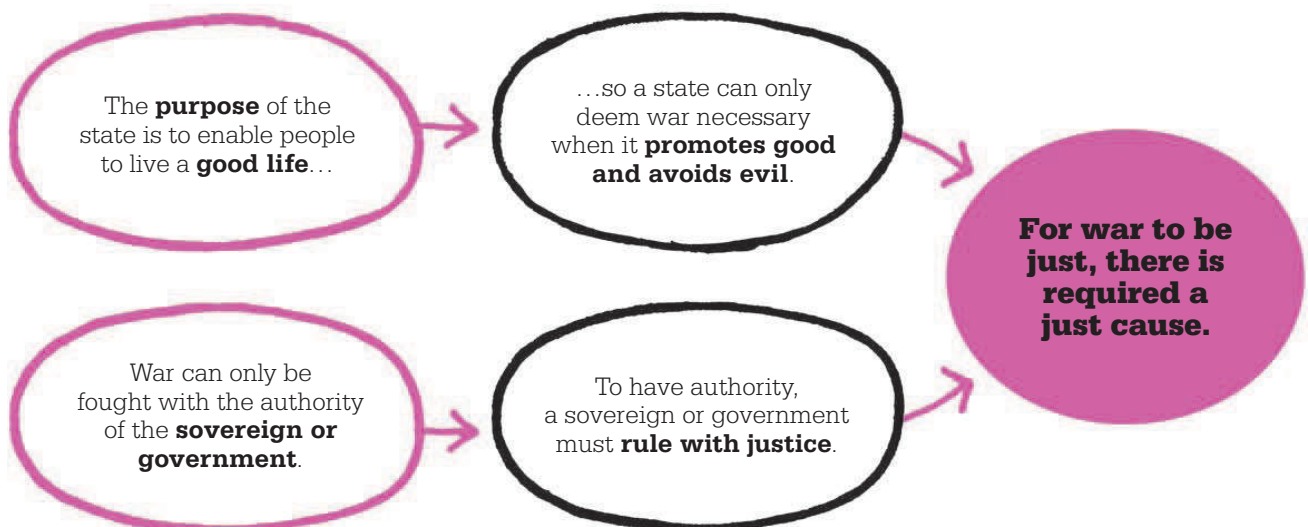 The purpose of the
state is to enable people
to live a good life…
…so a state can only
deem war necessary
when it promotes good
and avoids evil.
War can only be
fought with the authority
of the sovereign or
government.
To have authority,
a sovereign or government
must rule with justice.
For war to be
just, there is
required a
just cause.